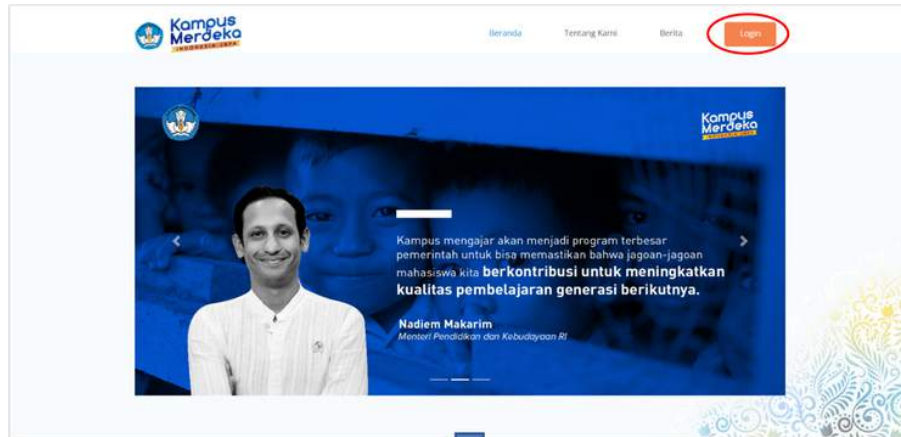 Kampus
Merdeka
INDONESIA JAYA
Beranda
Tentang Kami
Berita
Login
Kampus
Merdeka
INDONESIA JAYA
Kampus mengajar akan menjadi program terbesar
pemerintah untuk bisa memastikan bahwa jagoan-jagoan
mahasiswa kita berkontribusi untuk meningkatkan
kualitas pembelajaran generasi berikutnya.
Nadiem Makarim
Menteri Pendidikan dan Kebudayaan RI